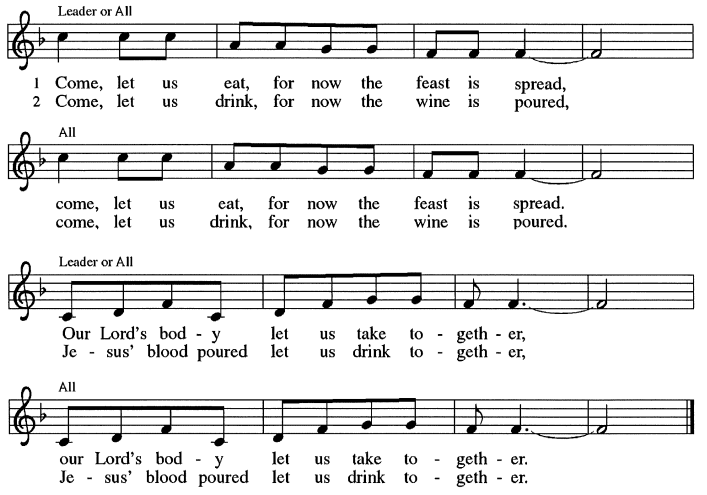 Leader or All
1 Come, let us eat, for now the feast is spread,
2 Come, let us drink, for now the wine is poured,
All
come, let us eat, for now the feast is spread.
come, let us drink, for now the wine is poured.
Leader or All
Our Lord's bod - y let us take to - geth - er,
Je - sus' blood poured let us drink to - geth - er,
All
our Lord's bod - y let us take to - geth - er.
Je - sus' blood poured let us drink to - geth - er.